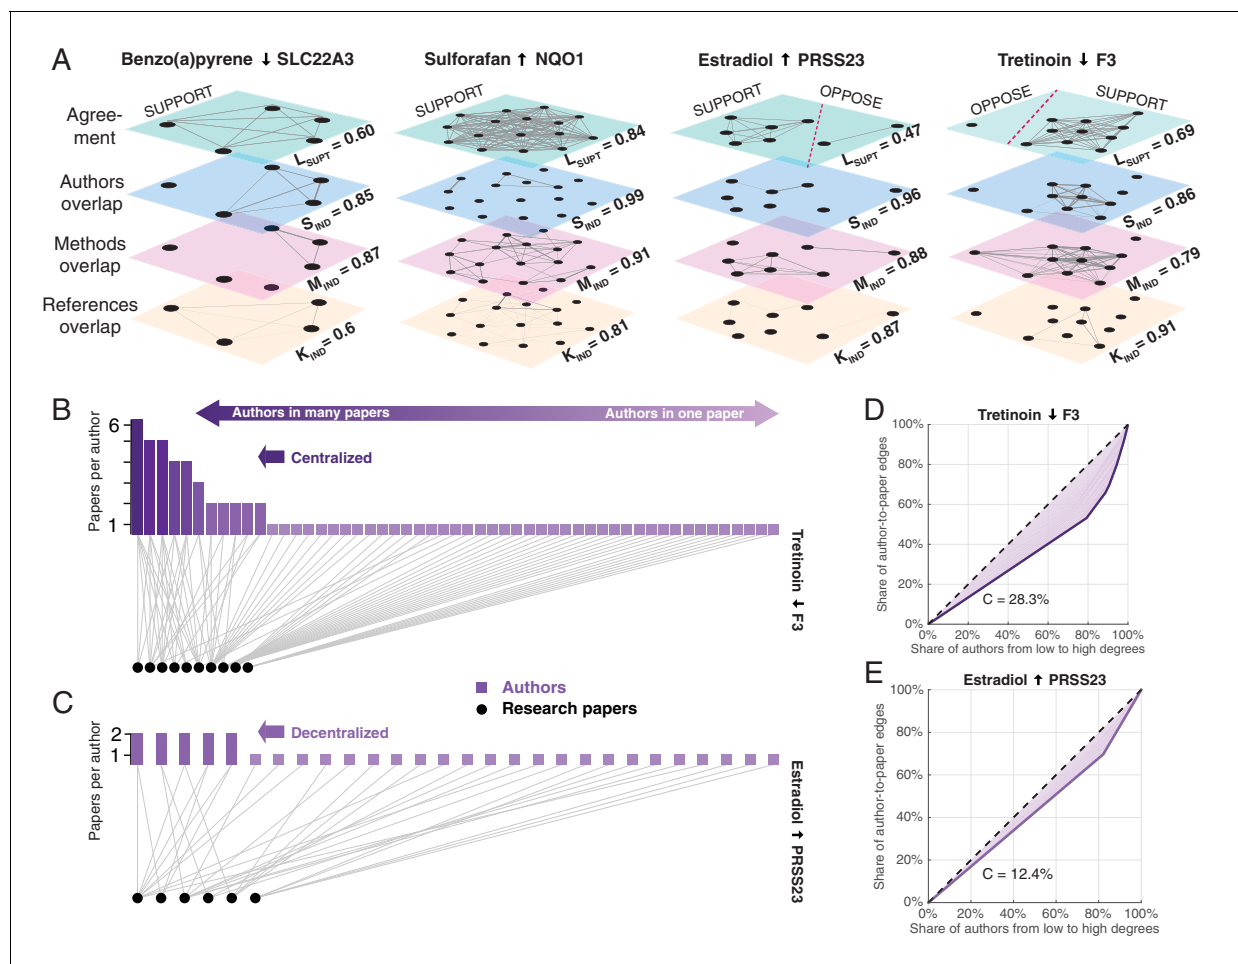 A
Benzo(a)pyrene ↓ SLC22A3
Sulforafan ↑ NQO1
Estradiol ↑ PRSS23
Tretinoin ↓ F3
Agree-
ment
SUPPORT
SUPPORT
SUPPORT
OPPOSE
OPPOSE
SUPPORT
L_SUPT = 0.60
L_SUPT = 0.84
L_SUPT = 0.47
L_SUPT = 0.69
Authors
overlap
S_IND = 0.85
S_IND = 0.99
S_IND = 0.96
S_IND = 0.86
Methods
overlap
M_IND = 0.87
M_IND = 0.91
M_IND = 0.88
M_IND = 0.79
References
overlap
K_IND = 0.6
K_IND = 0.81
K_IND = 0.87
K_IND = 0.91
B
Papers per author
6
1
Authors in many papers
Authors in one paper
Centralized
Tretinoin ↓ F3
C
Authors
Research papers
Papers per author
2
1
Decentralized
Estradiol ↑ PRSS23
D
Tretinoin ↓ F3
Share of author-to-paper edges
100%
80%
60%
40%
20%
0%
C = 28.3%
0% 20% 40% 60% 80% 100%
Share of authors from low to high degrees
E
Estradiol ↑ PRSS23
Share of author-to-paper edges
100%
80%
60%
40%
20%
0%
C = 12.4%
0% 20% 40% 60% 80% 100%
Share of authors from low to high degrees